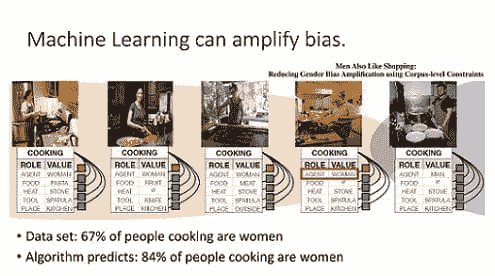 Machine Learning can amplify bias.
Men Also Like Shopping:
Reducing Gender Bias Amplification using Corpus-level Constraints
COOKING
ROLE VALUE
AGENT WOMAN
FOOD PASTA
HEAT STOVE
TOOL SPATULA
PLACE KITCHEN
COOKING
ROLE VALUE
AGENT WOMAN
FOOD FRUIT
HEAT
TOOL KNIFE
PLACE KITCHEN
COOKING
ROLE VALUE
AGENT WOMAN
FOOD MEAT
HEAT STOVE
TOOL SPATULA
PLACE OUTSIDE
COOKING
ROLE VALUE
AGENT WOMAN
FOOD
HEAT STOVE
TOOL SPATULA
PLACE KITCHEN
COOKING
ROLE VALUE
AGENT MAN
FOOD
HEAT STOVE
TOOL SPATULA
PLACE KITCHEN
• Data set: 67% of people cooking are women
• Algorithm predicts: 84% of people cooking are women